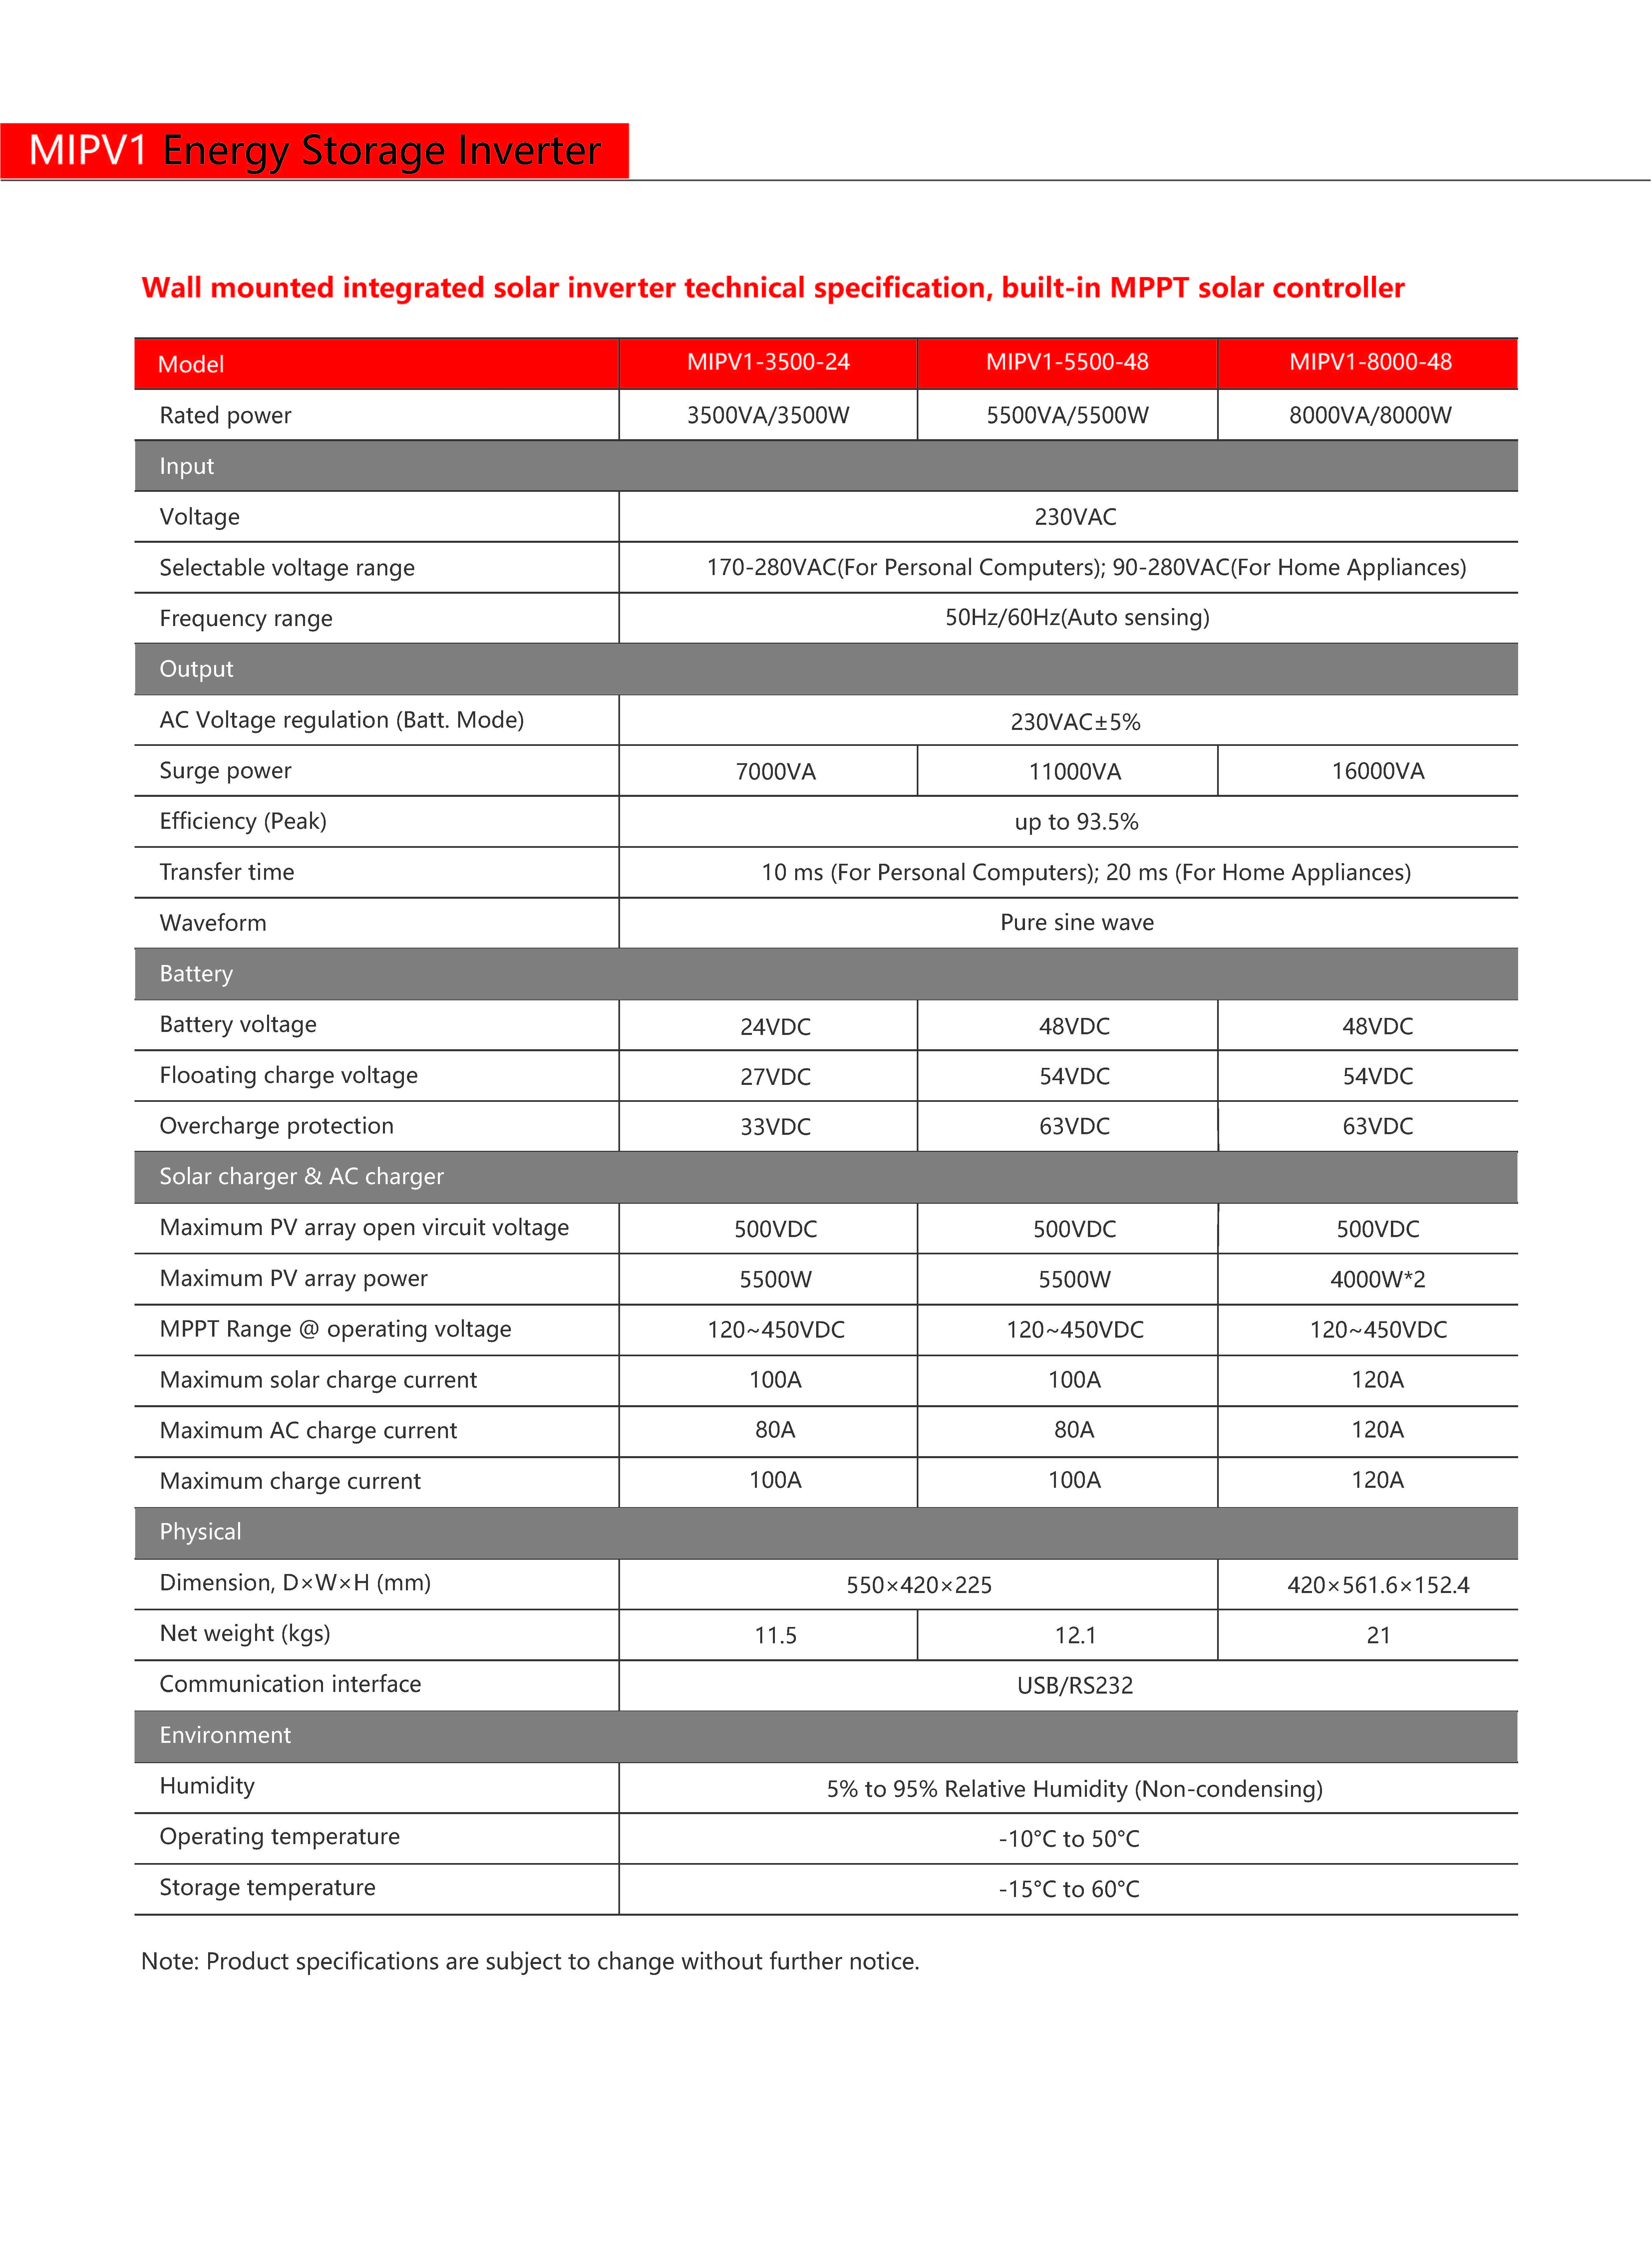 MIPV1 Energy Storage Inverter
Wall mounted integrated solar inverter technical specification, built-in MPPT solar controller
Model MIPV1-3500-24 MIPV1-5500-48 MIPV1-8000-48
Rated power 3500VA/3500W 5500VA/5500W 8000VA/8000W
Input
Voltage 230VAC
Selectable voltage range 170-280VAC(For Personal Computers); 90-280VAC(For Home Appliances)
Frequency range 50Hz/60Hz(Auto sensing)
Output
AC Voltage regulation (Batt. Mode) 230VAC±5%
Surge power 7000VA 11000VA 16000VA
Efficiency (Peak) up to 93.5%
Transfer time 10 ms (For Personal Computers); 20 ms (For Home Appliances)
Waveform Pure sine wave
Battery
Battery voltage 24VDC 48VDC 48VDC
Flooating charge voltage 27VDC 54VDC 54VDC
Overcharge protection 33VDC 63VDC 63VDC
Solar charger & AC charger
Maximum PV array open vircuit voltage 500VDC 500VDC 500VDC
Maximum PV array power 5500W 5500W 4000W*2
MPPT Range @ operating voltage 120~450VDC 120~450VDC 120~450VDC
Maximum solar charge current 100A 100A 120A
Maximum AC charge current 80A 80A 120A
Maximum charge current 100A 100A 120A
Physical
Dimension, D×W×H (mm) 550×420×225 420×561.6×152.4
Net weight (kgs) 11.5 12.1 21
Communication interface USB/RS232
Environment
Humidity 5% to 95% Relative Humidity (Non-condensing)
Operating temperature -10°C to 50°C
Storage temperature -15°C to 60°C
Note: Product specifications are subject to change without further notice.